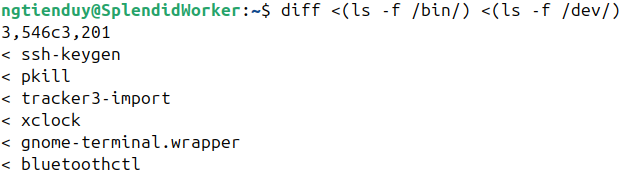 ngtienduy@SplendidWorker:~$ diff <(ls -f /bin/) <(ls -f /dev/)
3,546c3,201
< ssh-keygen
< pkill
< tracker3-import
< xclock
< gnome-terminal.wrapper
< bluetoothctl